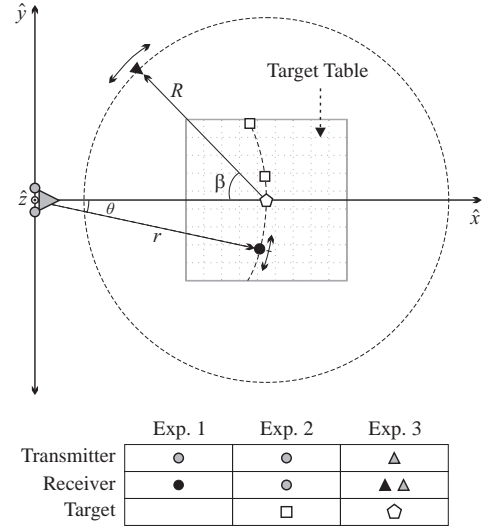 ŷ
Target Table
R
β
ẑ
θ
x̂
r
Exp. 1 Exp. 2 Exp. 3
Transmitter
Receiver
Target